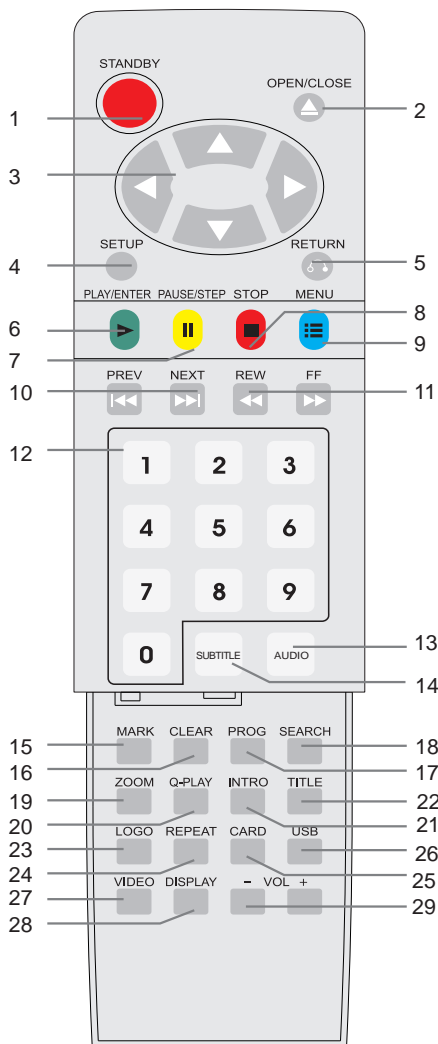 STANDBY
OPEN/CLOSE
1
2
3
SETUP
RETURN
4
5
PLAY/ENTER PAUSE/STEP STOP MENU
6
7
8
9
PREV NEXT REW FF
10
11
12
1 2 3
4 5 6
7 8 9
0 SUBTITLE AUDIO
13
14
MARK CLEAR PROG SEARCH
15
16
17
18
ZOOM Q-PLAY INTRO TITLE
19
20
21
22
LOGO REPEAT CARD USB
23
24
25
26
VIDEO DISPLAY - VOL +
27
28
29